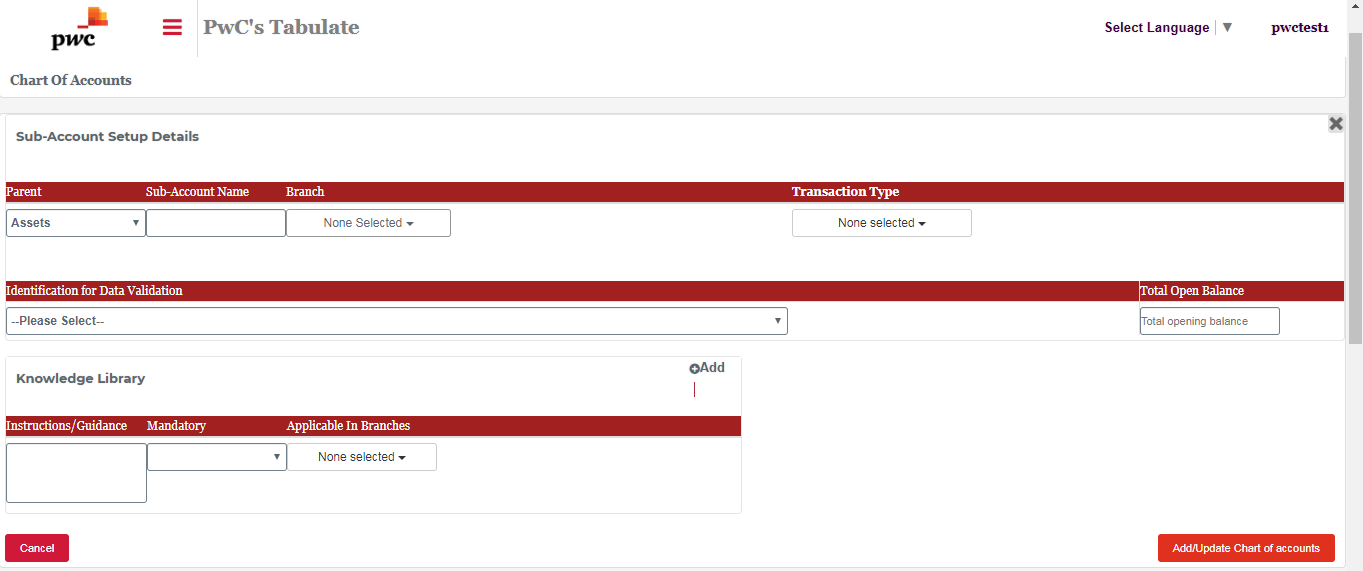 pwc
PwC's Tabulate
Select Language ▼
pwctest1
Chart Of Accounts
Sub-Account Setup Details
Parent Sub-Account Name Branch Transaction Type
Assets None Selected None selected
Identification for Data Validation Total Open Balance
--Please Select-- Total opening balance
Knowledge Library
Add
Instructions/Guidance Mandatory Applicable In Branches
None selected
Cancel Add/Update Chart of accounts